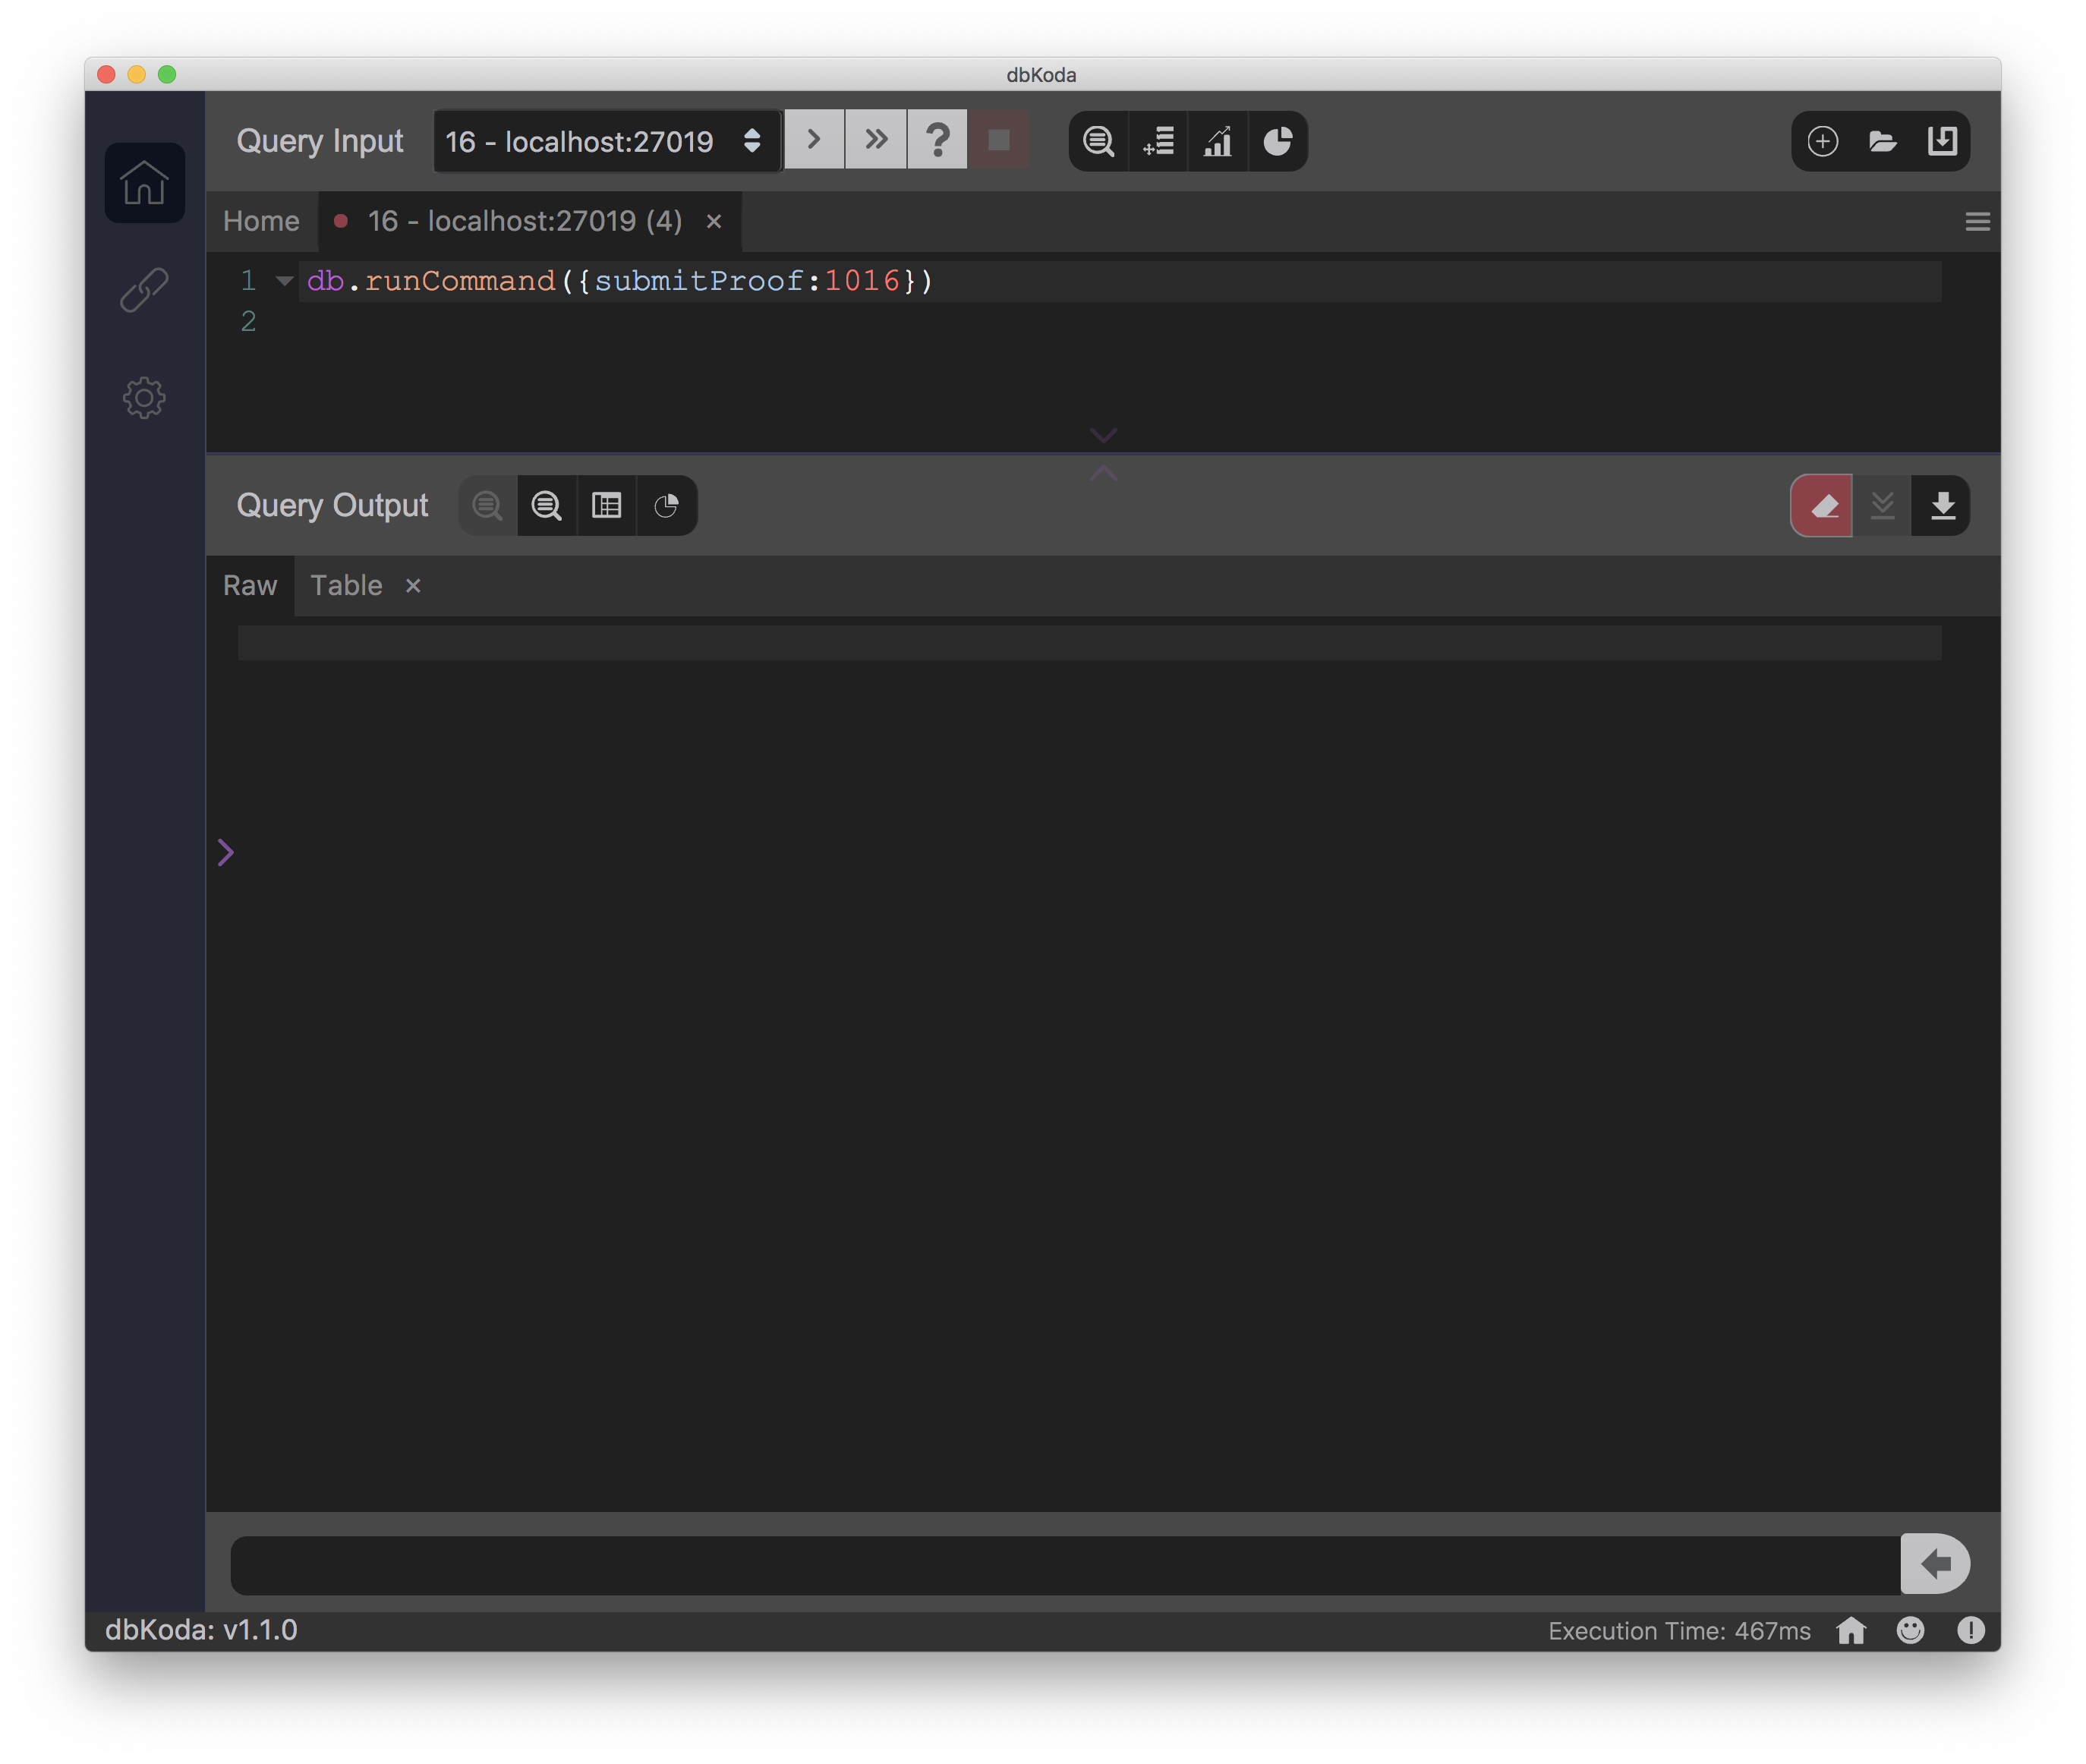 dbKoda
Query Input
16 - localhost:27019
?
Home
16 - localhost:27019 (4) ×
1 db.runCommand({submitProof:1016})
2
Query Output
Raw
Table ×
dbKoda: v1.1.0
Execution Time: 467ms